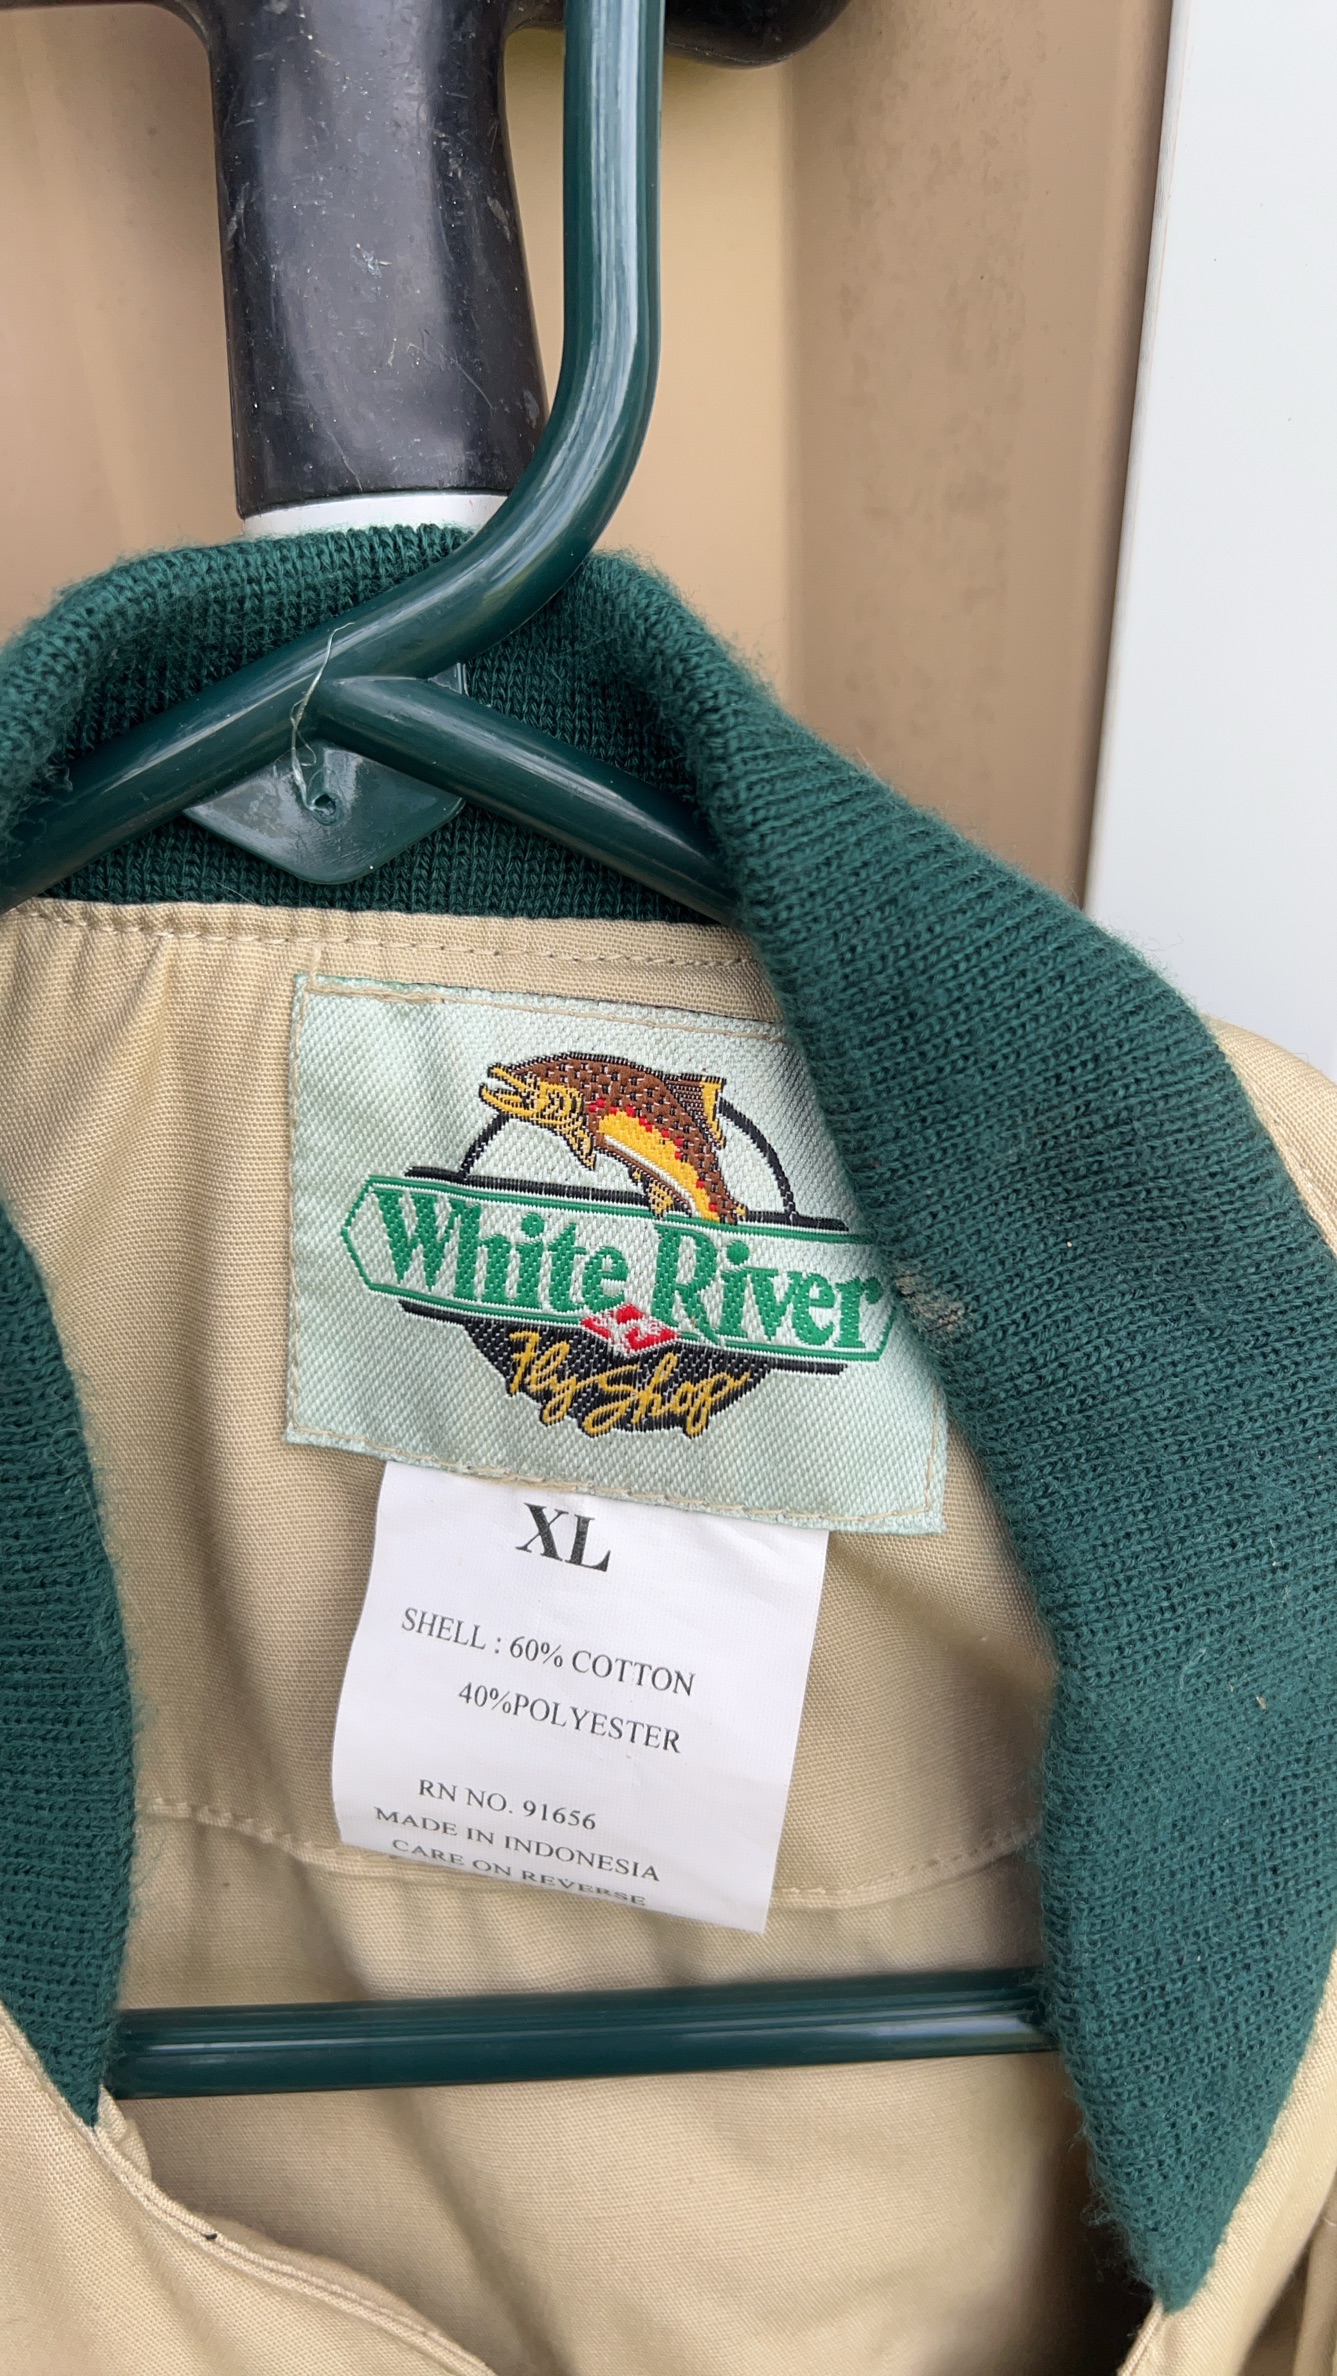 White River
Fly Shop
XL
SHELL : 60% COTTON
40%POLYESTER
RN NO. 91656
MADE IN INDONESIA
CARE ON REVERSE